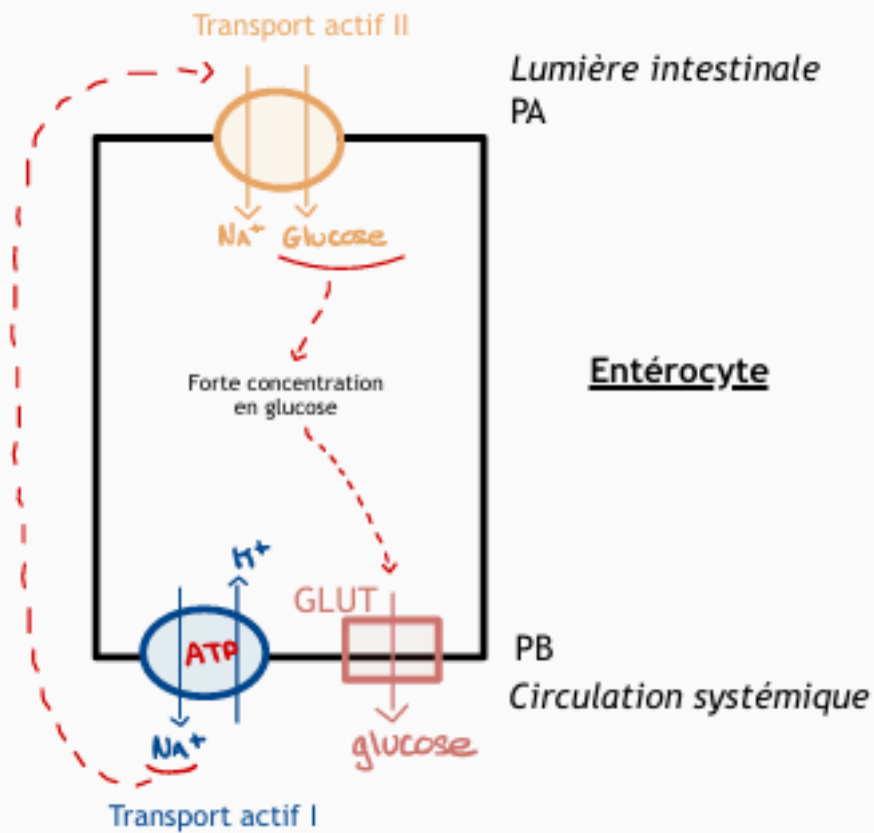 Transport actif II
Lumière intestinale
PA
Na⁺ Glucose
Forte concentration
en glucose
Entérocyte
GLUT
ATP
PB
Circulation systémique
Na⁺
glucose
Transport actif I